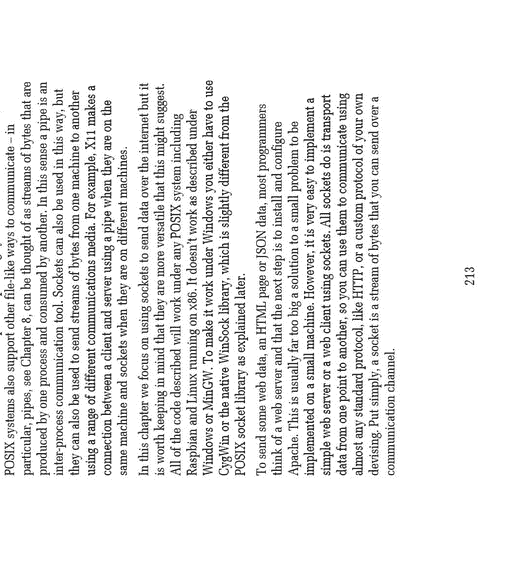 POSIX systems also support other file-like ways to communicate – in
particular, pipes, see Chapter 8, can be thought of as streams of bytes that are
produced by one process and consumed by another. In this sense a pipe is an
inter-process communication tool. Sockets can also be used in this way, but
they can also be used to send streams of bytes from one machine to another
using a range of different communications media. For example, X11 makes a
connection between a client and server using a pipe when they are on the
same machine and sockets when they are on different machines.
In this chapter we focus on using sockets to send data over the internet but it
is worth keeping in mind that they are more versatile that this might suggest.
All of the code described will work under any POSIX system including
Raspbian and Linux running on x86. It doesn't work as described under
Windows or MinGW. To make it work under Windows you either have to use
CygWin or the native WinSock library, which is slightly different from the
POSIX socket library as explained later.
To send some web data, an HTML page or JSON data, most programmers
think of a web server and that the next step is to install and configure
Apache. This is usually far too big a solution to a small problem to be
implemented on a small machine. However, it is very easy to implement a
simple web server or a web client using sockets. All sockets do is transport
data from one point to another, so you can use them to communicate using
almost any standard protocol, like HTTP, or a custom protocol of your own
devising. Put simply, a socket is a stream of bytes that you can send over a
communication channel.
213